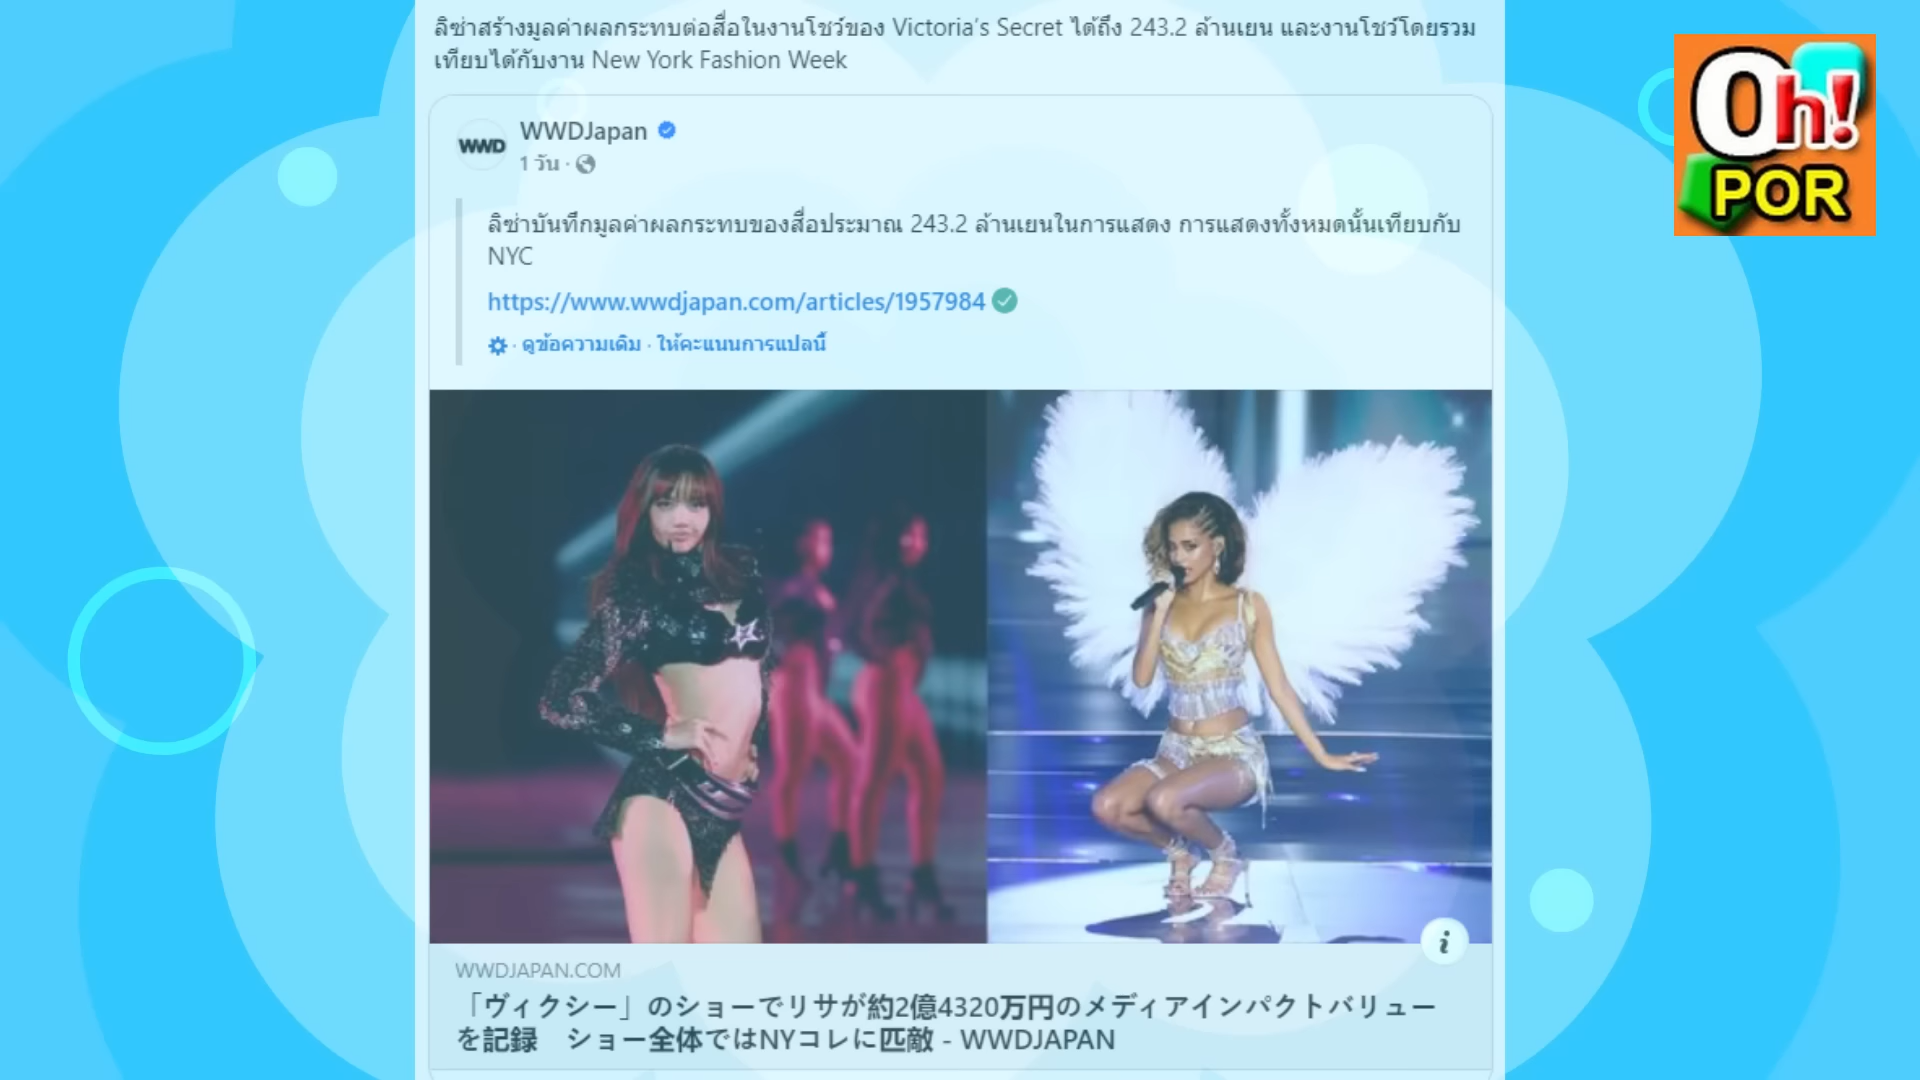 ลิซ่าสร้างมูลค่าผลกระทบต่อสื่อในงานโชว์ของ Victoria's Secret ได้ถึง 243.2 ล้านเยน และงานโชว์โดยรวม
เทียบได้กับงาน New York Fashion Week
Oh!
POR
WWD
WWDJapan
1 วัน ·
ลิซ่าบันทึกมูลค่าผลกระทบของสื่อประมาณ 243.2 ล้านเยนในการแสดง การแสดงทั้งหมดนั้นเทียบกับ
NYC
https://www.wwdjapan.com/articles/1957984
· ดูข้อความเดิม · ให้คะแนนการแปลนี้
i
WWDJAPAN.COM
「ヴィクシー」のショーでリサが約2億4320万円のメディアインパクトバリュー
を記録　ショー全体ではNYコレに匹敵 - WWDJAPAN